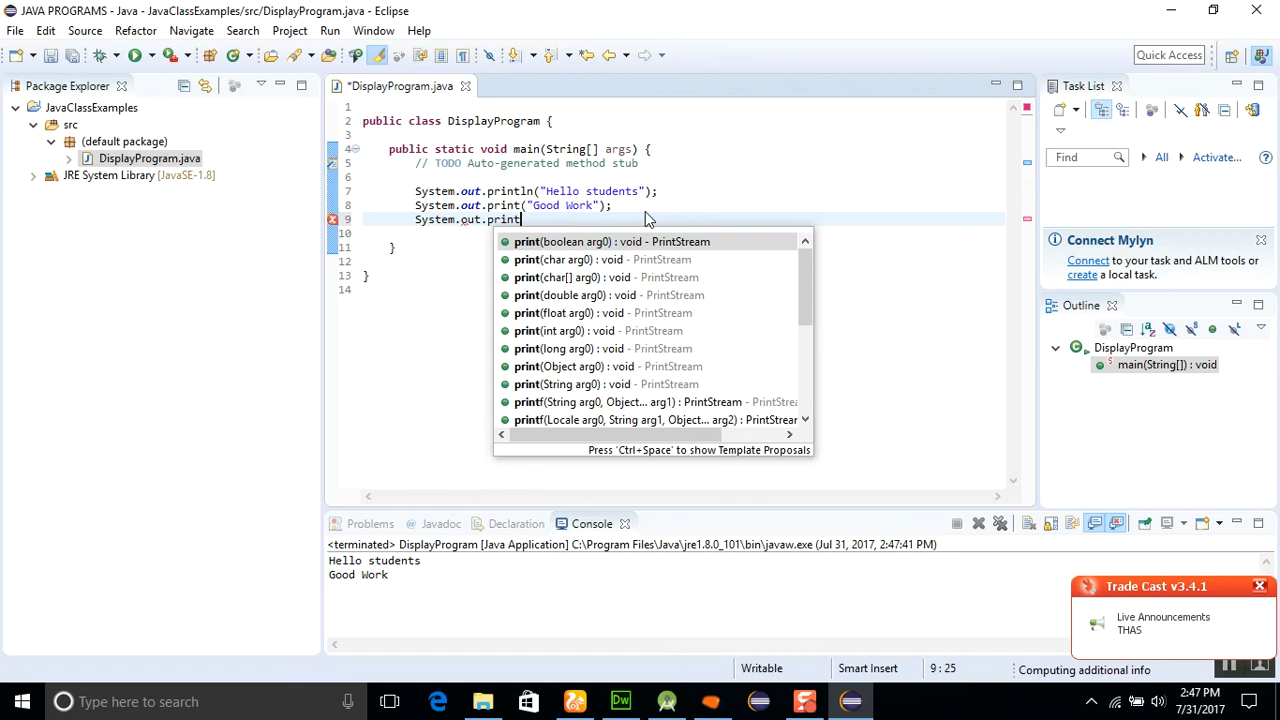 JAVA PROGRAMS - Java - JavaClassExamples/src/DisplayProgram.java - Eclipse
File Edit Source Refactor Navigate Search Project Run Window Help
Quick Access
Package Explorer
JavaClassExamples
src
(default package)
DisplayProgram.java
JRE System Library [JavaSE-1.8]
*DisplayProgram.java
1
2 public class DisplayProgram {
3
4 public static void main(String[] args) {
5 // TODO Auto-generated method stub
6
7 System.out.println("Hello students");
8 System.out.print("Good Work");
9 System.out.print
10
11 }
12
13 }
14
print(boolean arg0) : void - PrintStream
print(char arg0) : void - PrintStream
print(char[] arg0) : void - PrintStream
print(double arg0) : void - PrintStream
print(float arg0) : void - PrintStream
print(int arg0) : void - PrintStream
print(long arg0) : void - PrintStream
print(Object arg0) : void - PrintStream
print(String arg0) : void - PrintStream
printf(String arg0, Object... arg1) : PrintStream - PrintStrea
printf(Locale arg0, String arg1, Object... arg2) : PrintStrear
Press 'Ctrl+Space' to show Template Proposals
Task List
Find All Activate...
Connect Mylyn
Connect to your task and ALM tools or
create a local task.
Outline
DisplayProgram
main(String[]) : void
Problems @ Javadoc Declaration Console
<terminated> DisplayProgram [Java Application] C:\Program Files\Java\jre1.8.0_101\bin\javaw.exe (Jul 31, 2017, 2:47:41 PM)
Hello students
Good Work
Trade Cast v3.4.1
Live Announcements
THAS
Writable Smart Insert 9 : 25 Computing additional info
Type here to search
Dw
2:47 PM
7/31/2017